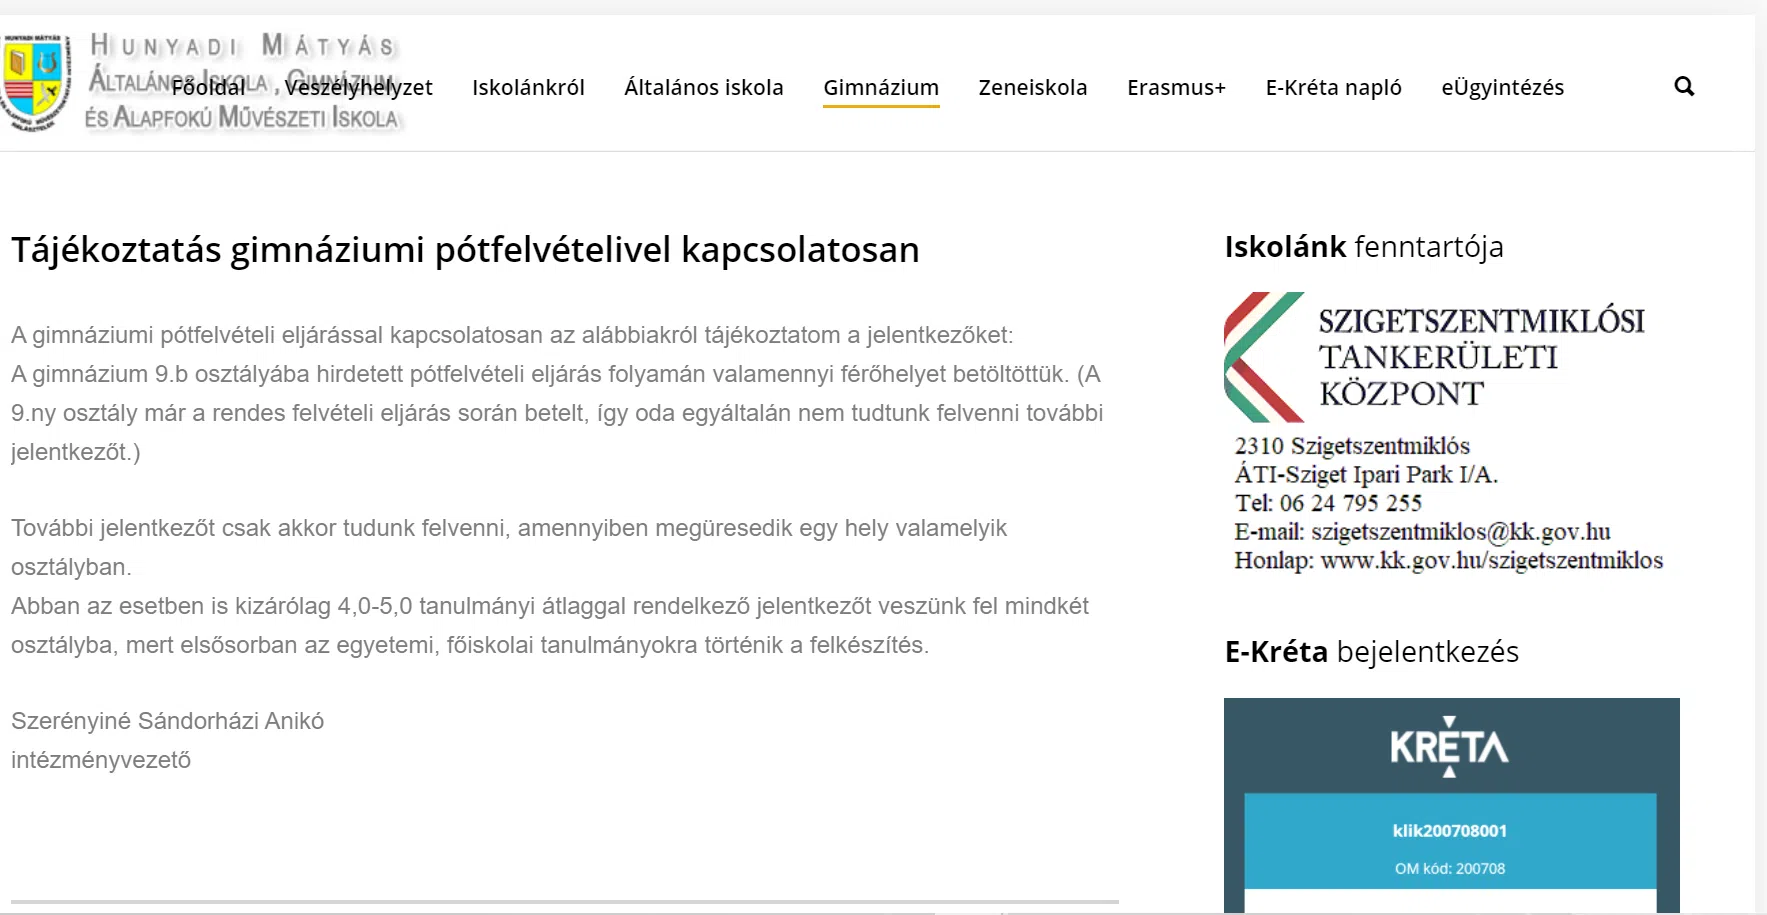 HUNYADI MÁTYÁS
ÁLTALÁNOS ISKOLA, GIMNÁZIUM
ÉS ALAPFOKÚ MŰVÉSZETI ISKOLA
Főoldal Veszélyhelyzet Iskolánkról Általános iskola Gimnázium Zeneiskola Erasmus+ E-Kréta napló eÜgyintézés
Tájékoztatás gimnáziumi pótfelvételivel kapcsolatosan
A gimnáziumi pótfelvételi eljárással kapcsolatosan az alábbiakról tájékoztatom a jelentkezőket:
A gimnázium 9.b osztályába hirdetett pótfelvételi eljárás folyamán valamennyi férőhelyet betöltöttük. (A
9.ny osztály már a rendes felvételi eljárás során betelt, így oda egyáltalán nem tudtunk felvenni további
jelentkezőt.)
További jelentkezőt csak akkor tudunk felvenni, amennyiben megüresedik egy hely valamelyik
osztályban.
Abban az esetben is kizárólag 4,0-5,0 tanulmányi átlaggal rendelkező jelentkezőt veszünk fel mindkét
osztályba, mert elsősorban az egyetemi, főiskolai tanulmányokra történik a felkészítés.
Szerényiné Sándorházi Anikó
intézményvezető
Iskolánk fenntartója
SZIGETSZENTMIKLÓSI
TANKERÜLETI
KÖZPONT
2310 Szigetszentmiklós
ÁTI-Sziget Ipari Park I/A.
Tel: 06 24 795 255
E-mail: szigetszentmiklos@kk.gov.hu
Honlap: www.kk.gov.hu/szigetszentmiklos
E-Kréta bejelentkezés
KRÉTA
klik200708001
OM kód: 200708